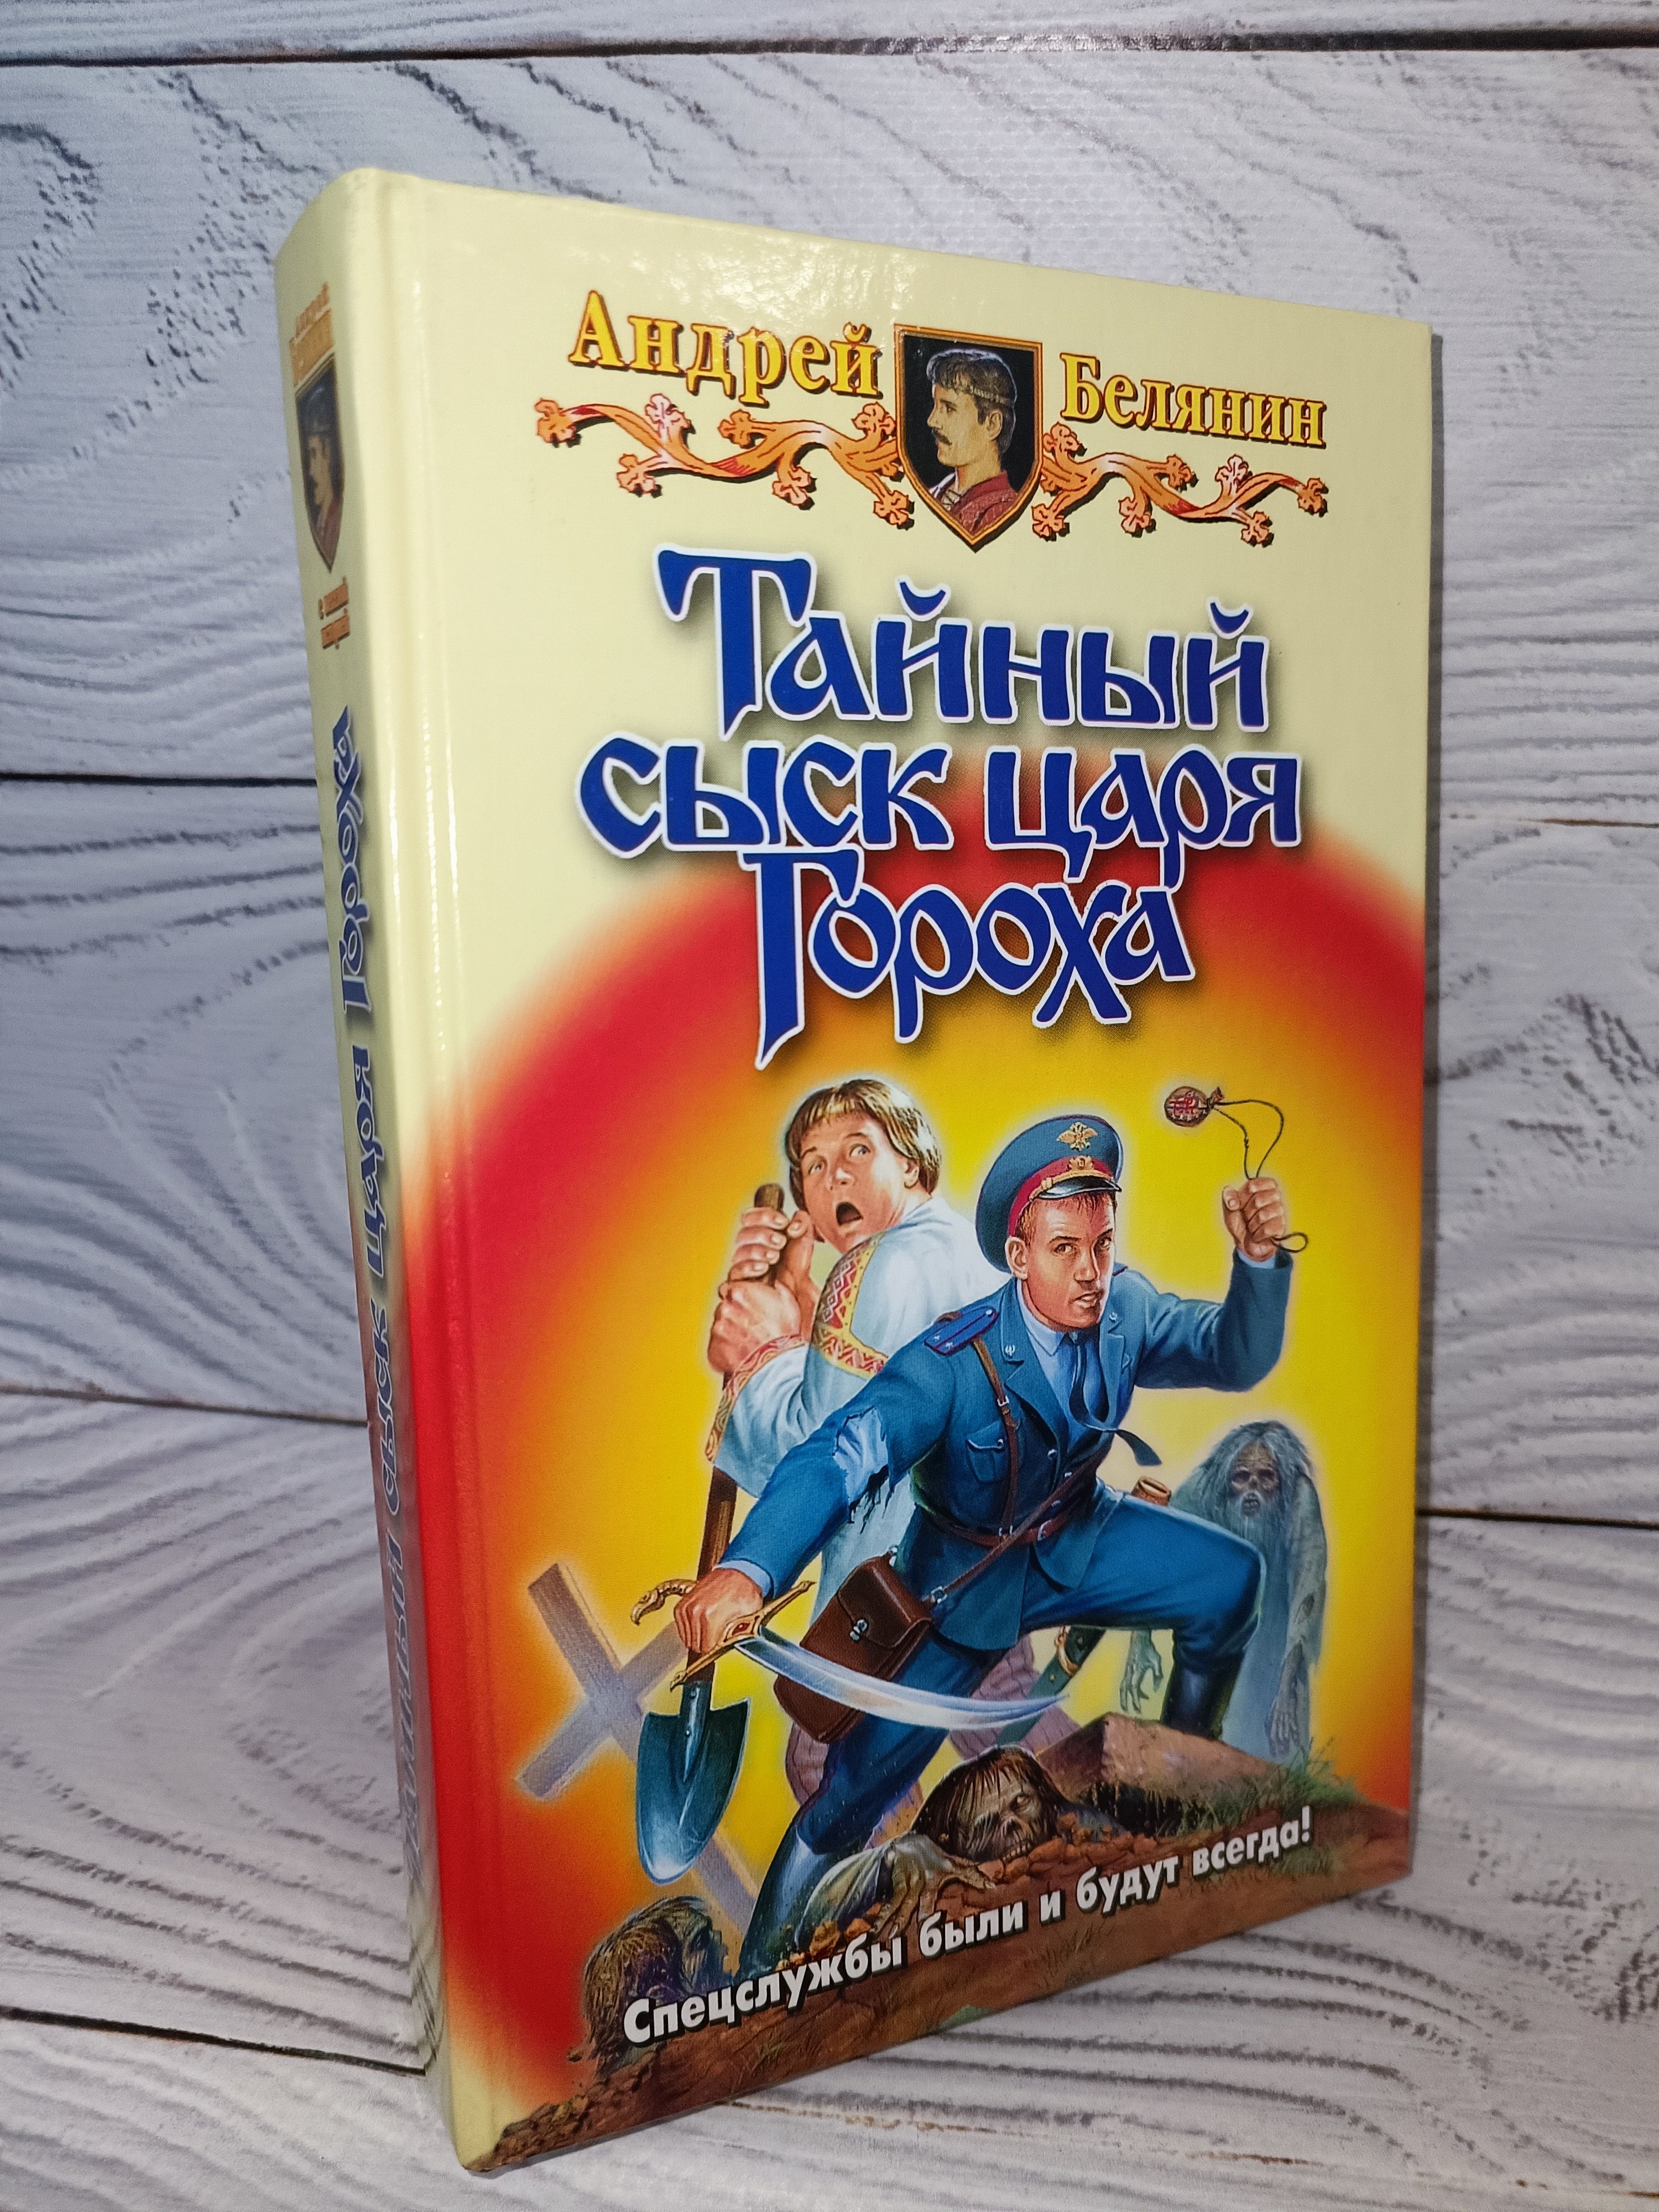 Андрей Белянин
Тайный
сыск царя
Гороха
Спецслужбы были и будут всегда!
Тайный сыск царя Гороха